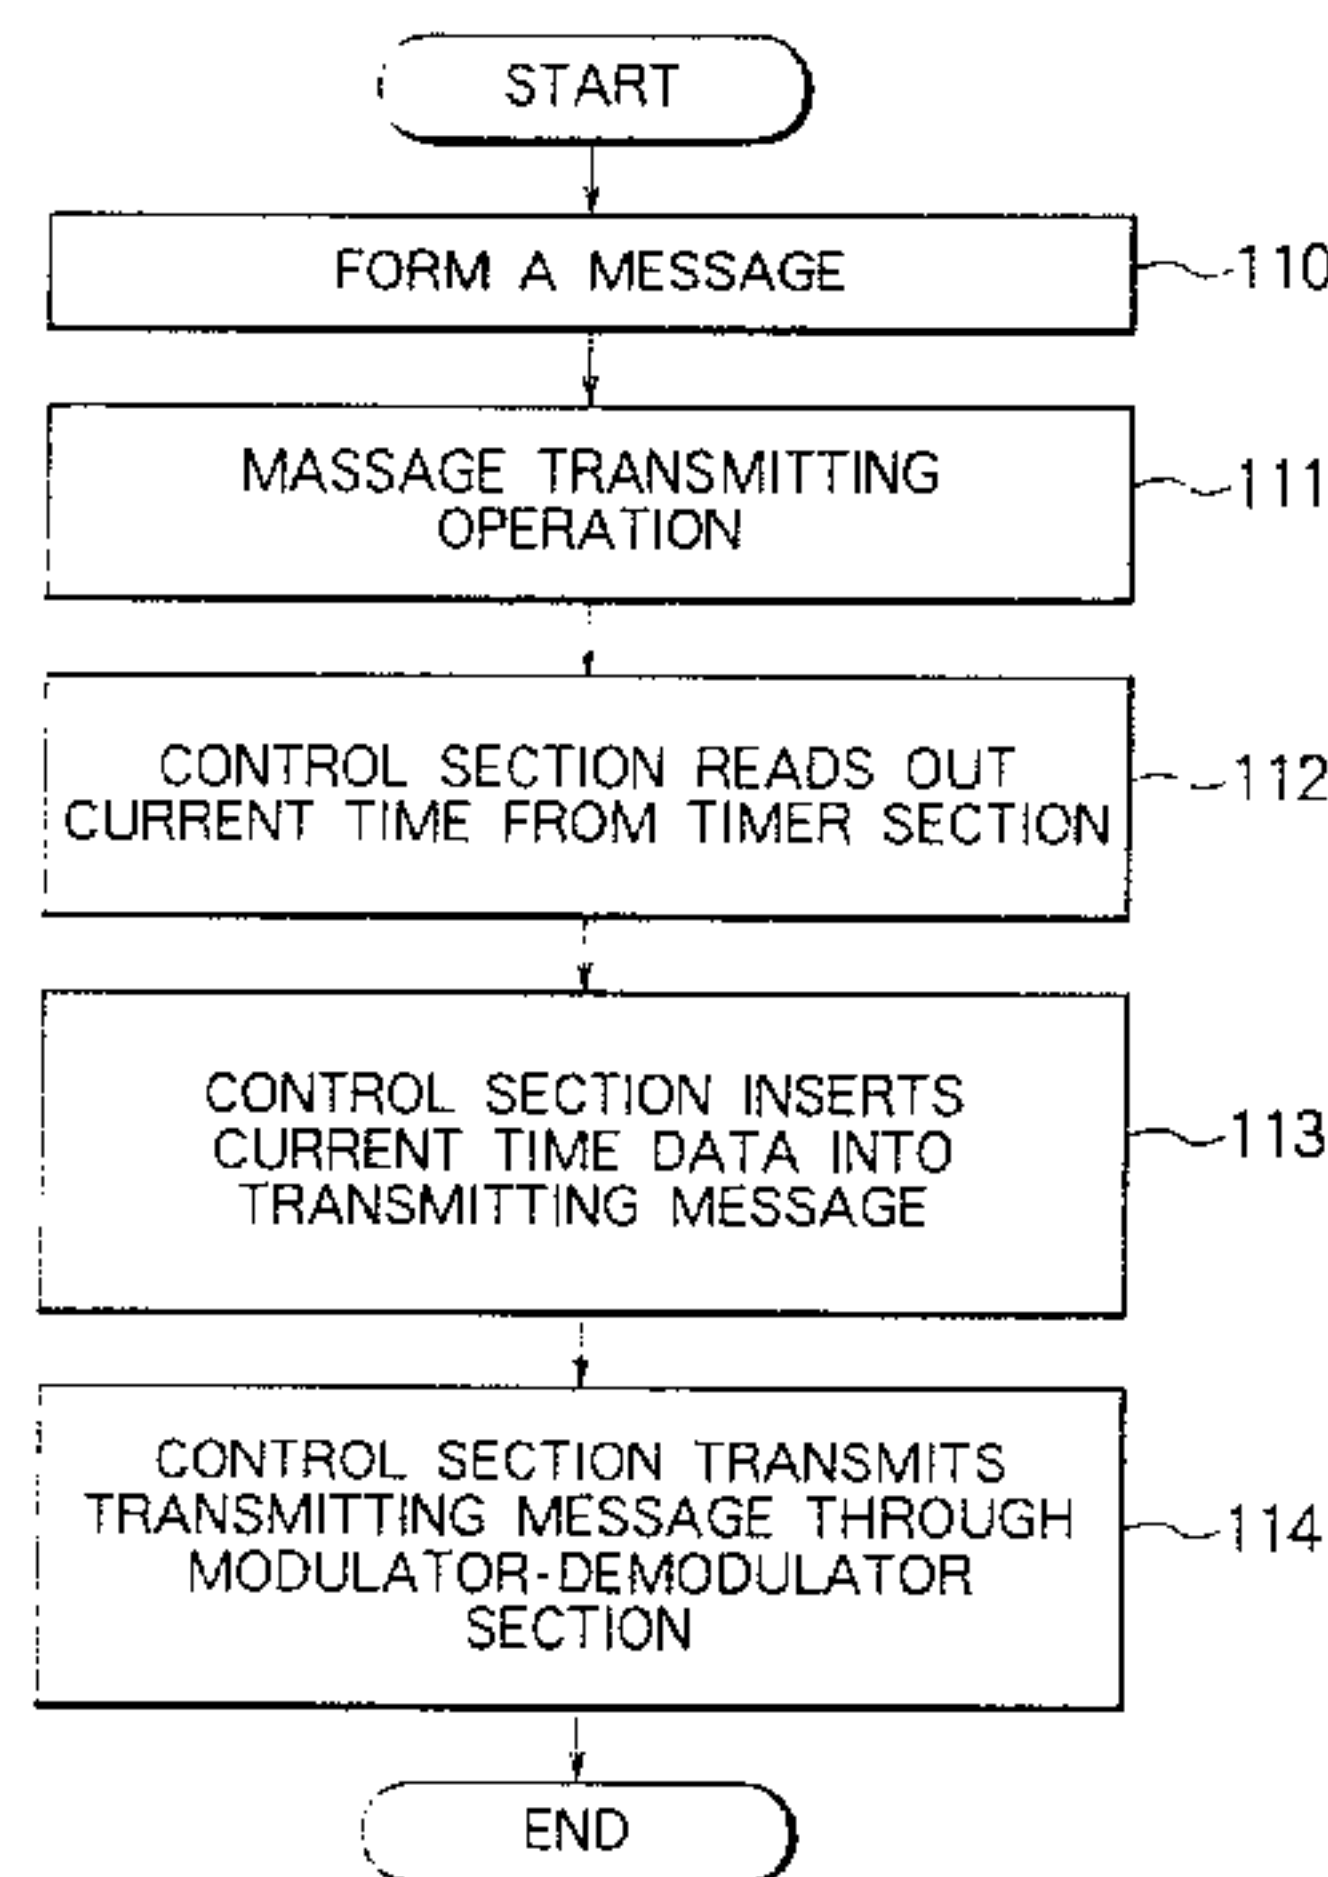 START
FORM A MESSAGE
110
MASSAGE TRANSMITTING
OPERATION
111
CONTROL SECTION READS OUT
CURRENT TIME FROM TIMER SECTION
112
CONTROL SECTION INSERTS
CURRENT TIME DATA INTO
TRANSMITTING MESSAGE
113
CONTROL SECTION TRANSMITS
TRANSMITTING MESSAGE THROUGH
MODULATOR-DEMODULATOR
SECTION
114
END